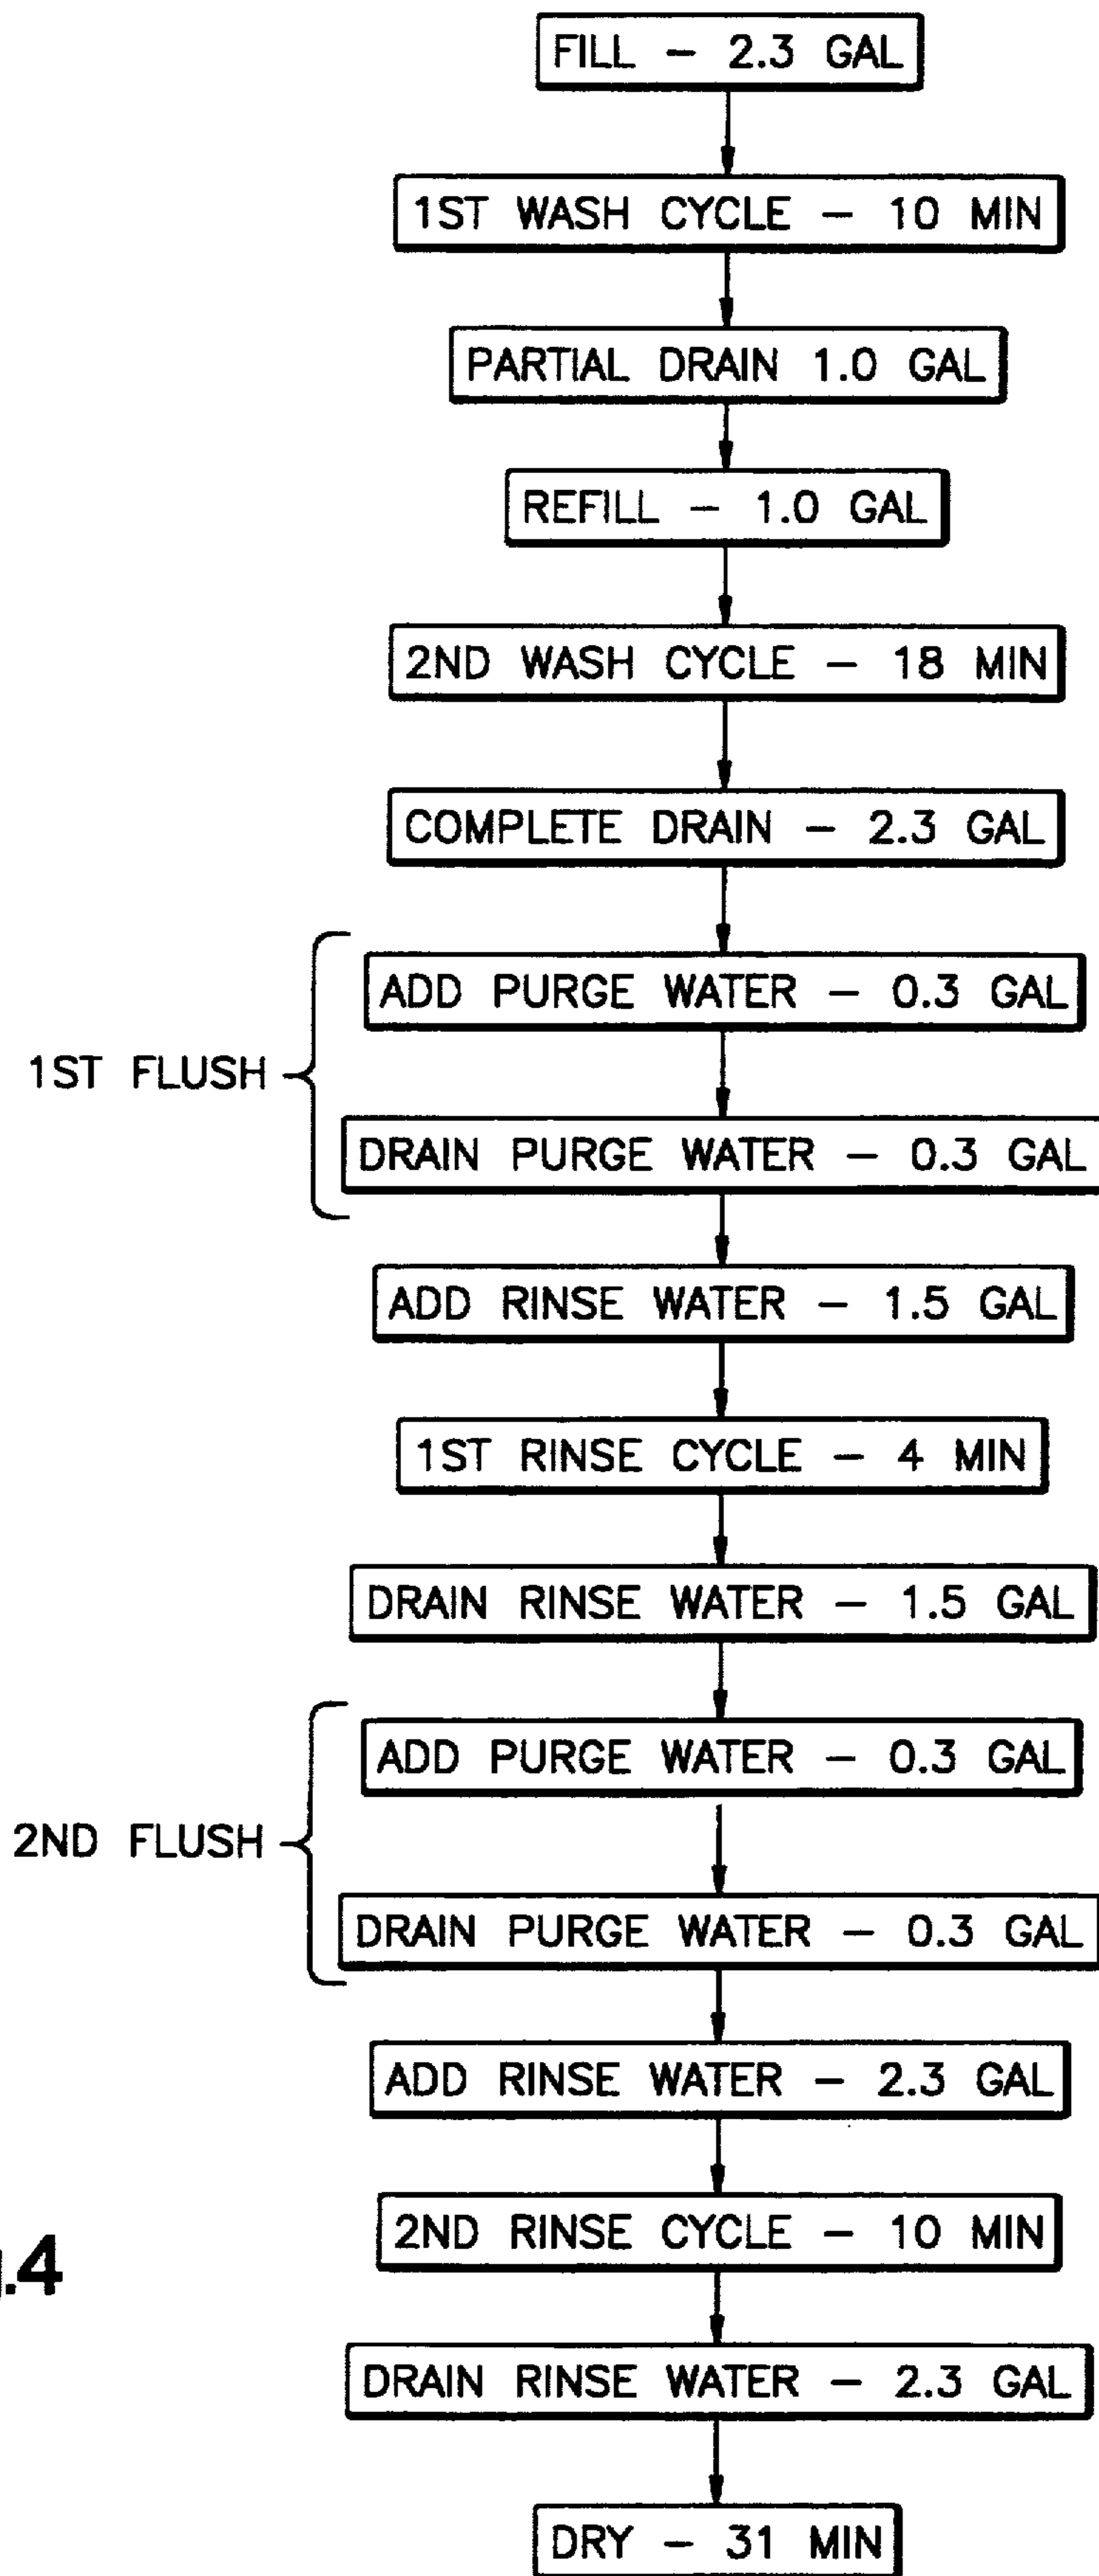 FILL - 2.3 GAL
1ST WASH CYCLE - 10 MIN
PARTIAL DRAIN 1.0 GAL
REFILL - 1.0 GAL
2ND WASH CYCLE - 18 MIN
COMPLETE DRAIN - 2.3 GAL
ADD PURGE WATER - 0.3 GAL
1ST FLUSH
DRAIN PURGE WATER - 0.3 GAL
ADD RINSE WATER - 1.5 GAL
1ST RINSE CYCLE - 4 MIN
DRAIN RINSE WATER - 1.5 GAL
ADD PURGE WATER - 0.3 GAL
2ND FLUSH
DRAIN PURGE WATER - 0.3 GAL
ADD RINSE WATER - 2.3 GAL
2ND RINSE CYCLE - 10 MIN
.4
DRAIN RINSE WATER - 2.3 GAL
DRY - 31 MIN